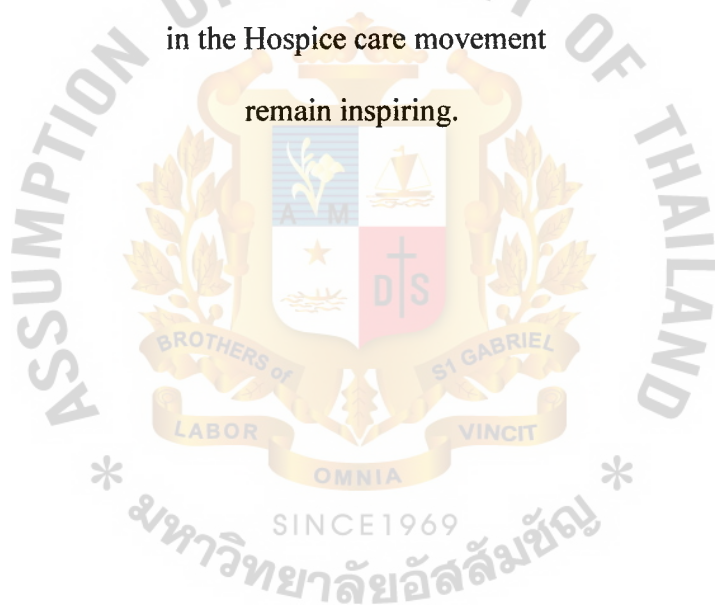 in the Hospice care movement
remain inspiring.
ASSUMPTION
OF THAILAND
A M
D S
BROTHERS of
S1 GABRIEL
LABOR
VINCIT
OMNIA
* SINCE1969 *
มหาวิทยาลัยอัสสัมชัญ